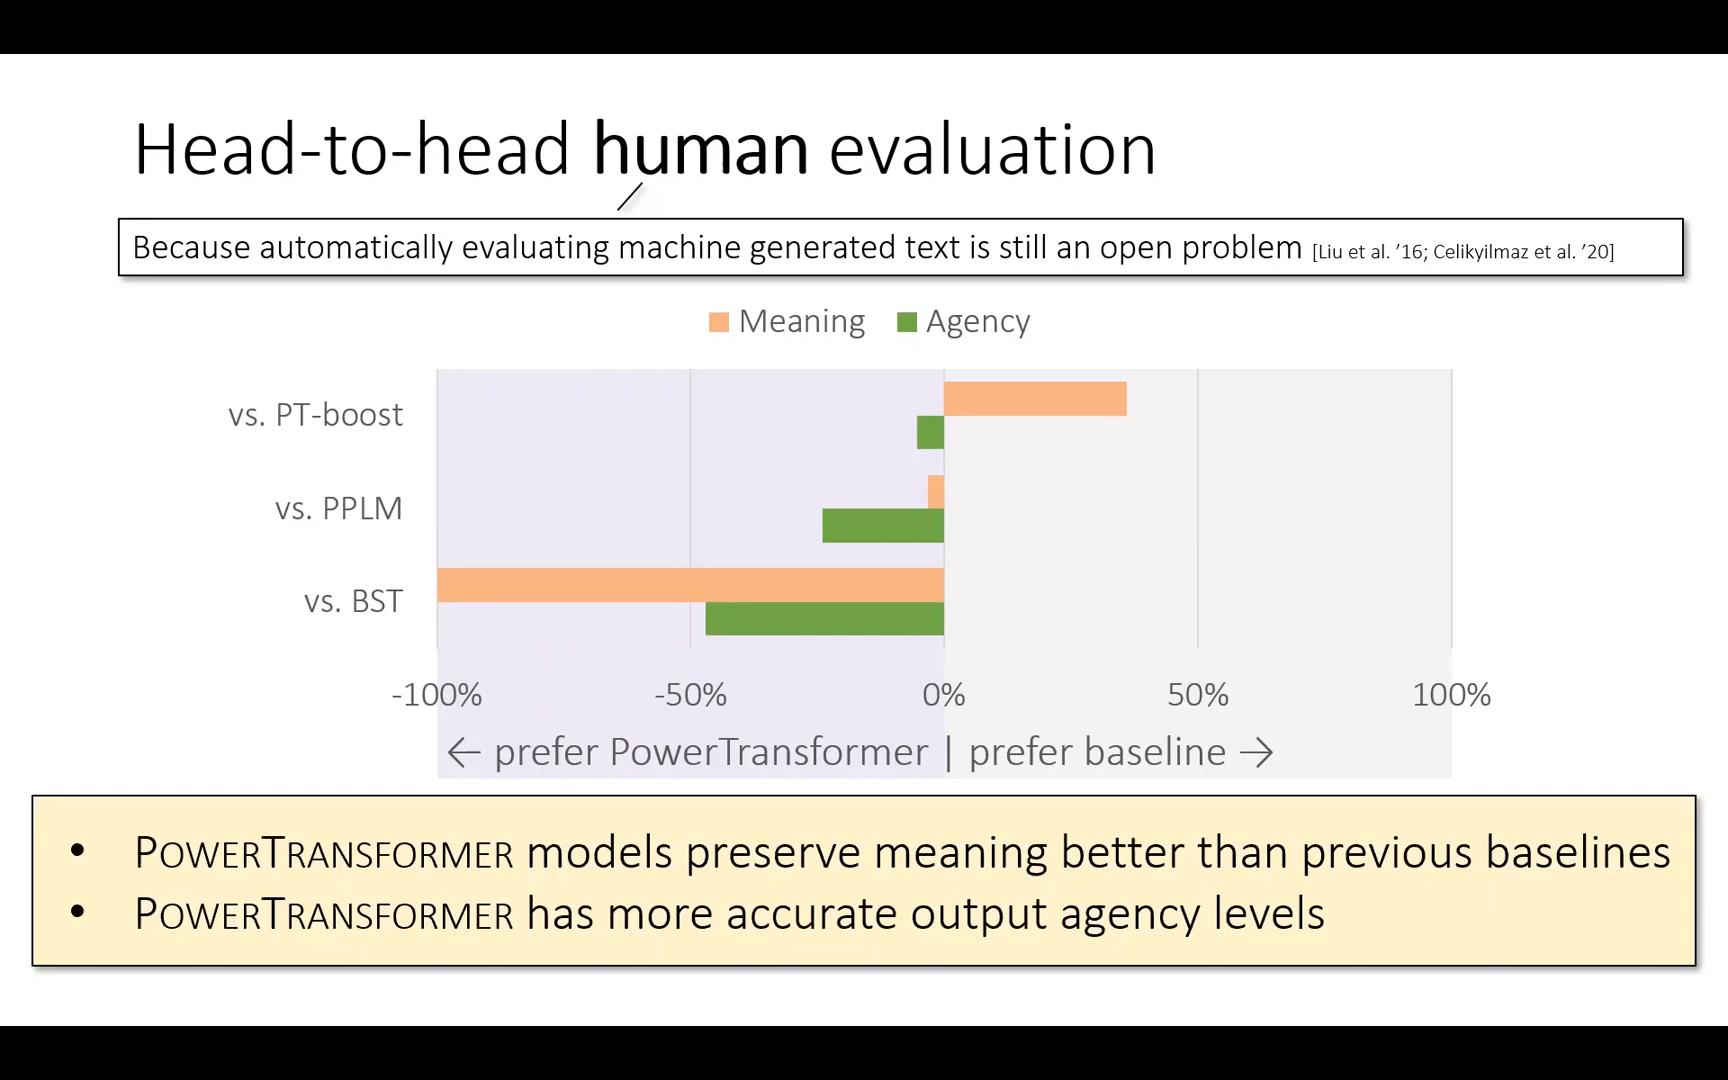 Head-to-head human evaluation
Because automatically evaluating machine generated text is still an open problem [Liu et al. ’16; Celikyilmaz et al. ’20]
Meaning Agency
vs. PT-boost
vs. PPLM
vs. BST
-100% -50% 0% 50% 100%
← prefer PowerTransformer | prefer baseline →
• POWERTRANSFORMER models preserve meaning better than previous baselines
• POWERTRANSFORMER has more accurate output agency levels